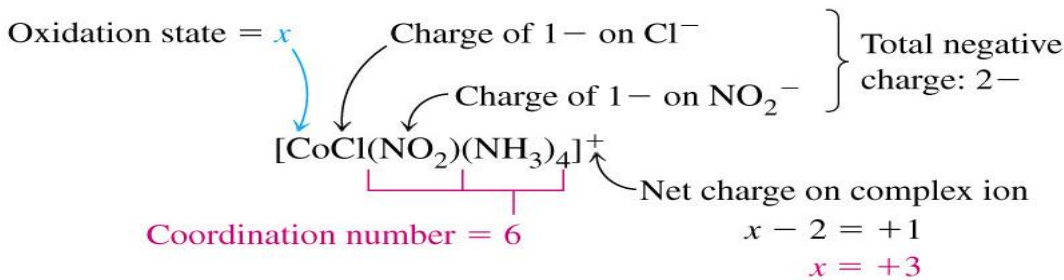 Oxidation state = x
Charge of 1− on Cl⁻
Total negative
charge: 2−
Charge of 1− on NO₂⁻
[CoCl(NO₂)(NH₃)₄]⁺
Net charge on complex ion
Coordination number = 6
x − 2 = +1
x = +3